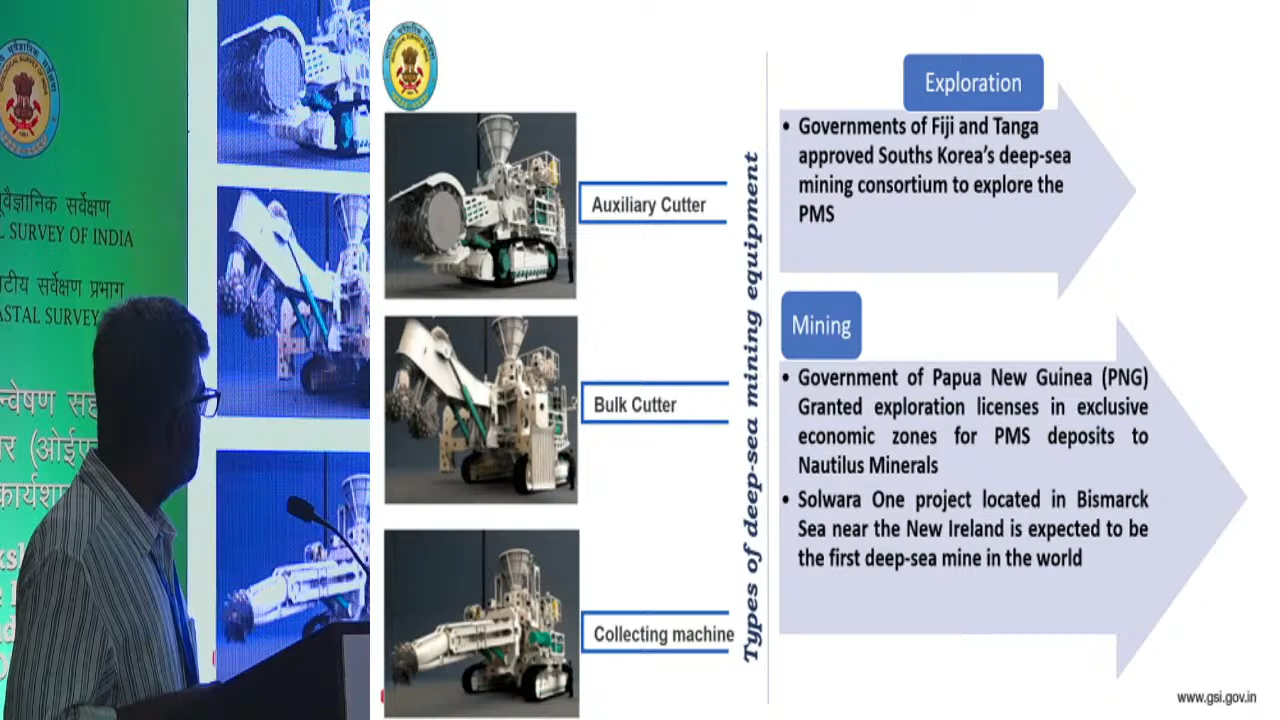 सर्वेक्षण
SURVEY OF INDIA
सर्वेक्षण प्रभाग
SURVEY
Auxiliary Cutter
Bulk Cutter
Collecting machine
Types of deep-sea mining equipment
Exploration
• Governments of Fiji and Tanga
approved Souths Korea’s deep-sea
mining consortium to explore the
PMS
Mining
• Government of Papua New Guinea (PNG)
Granted exploration licenses in exclusive
economic zones for PMS deposits to
Nautilus Minerals
• Solwara One project located in Bismarck
Sea near the New Ireland is expected to be
the first deep-sea mine in the world
www.gsi.gov.in